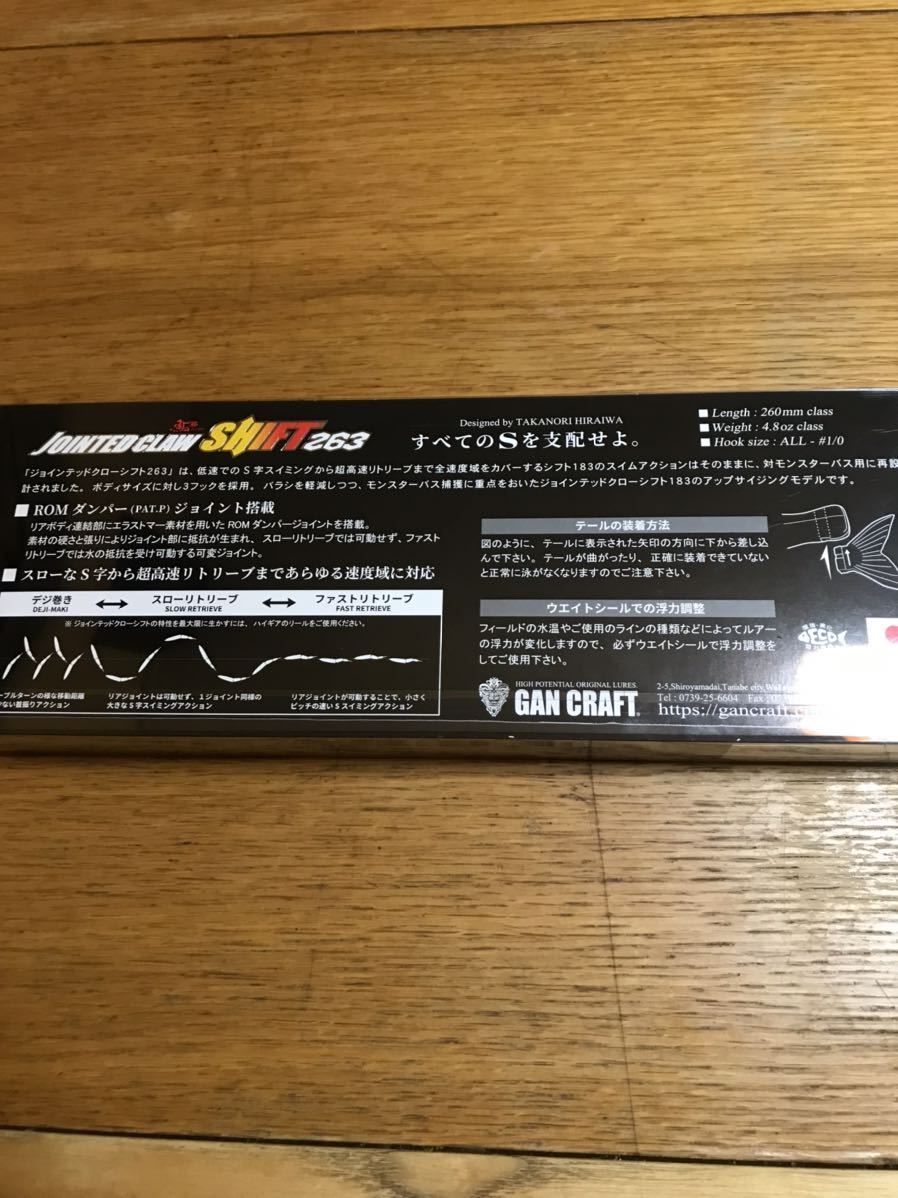 JOINTED CLAW SHIFT 263
Designed by TAKANORI HIRAIWA
すべてのSを支配せよ。
■ Length : 260mm class
■ Weight : 4.8oz class
■ Hook size : ALL - #1/0
「ジョインテッドクローシフト263」は、低速でのS字スイミングから超高速リトリーブまで全速度域をカバーするシフト183のスイムアクションはそのままに、対モンスターバス用に再設
計されました。ボディサイズに対し3フックを採用。 バラシを軽減しつつ、モンスターバス捕獲に重点をおいたジョインテッドクローシフト183のアップサイジングモデルです。
■ ROM ダンパー (PAT.P) ジョイント搭載
リアボディ連結部にエラストマー素材を用いた ROM ダンパージョイントを搭載。
素材の硬さと張りによりジョイント部に抵抗が生まれ、スローリトリーブでは可動せず、ファス
トリトリーブでは水の抵抗を受け可動する可変ジョイント。
■ スローなS字から超高速リトリーブまであらゆる速度域に対応
デジ巻き
DEJI-MAKI
スローリトリーブ
SLOW RETRIEVE
ファストリトリーブ
FAST RETRIEVE
※ ジョインテッドクローシフトの特性を最大限に生かすには、ハイギアのリールをご使用ください。
ーブルターンの様な移動距離
ない首振りアクション
リアジョイントは可動せず、1ジョイント同様の
大きなS字スイミングアクション
リアジョイントが可動することで、小さく
ピッチの速いSスイミングアクション
テールの装着方法
図のように、テールに表示された矢印の方向に下から差し込
んで下さい。テールが曲がったり、正確に装着できていない
と正常に泳がなくなりますのでご注意下さい。
ウエイトシールでの浮力調整
フィールドの水温やご使用のラインの種類などによってルアー
の浮力が変化しますので、必ずウエイトシールで浮力調整を
してご使用下さい。
HIGH POTENTIAL ORIGINAL LURES.
GAN CRAFT
2-5,Shiroyamadai,Tanabe city,
Tel : 0739-25-6604 Fax :
https://gancraft.